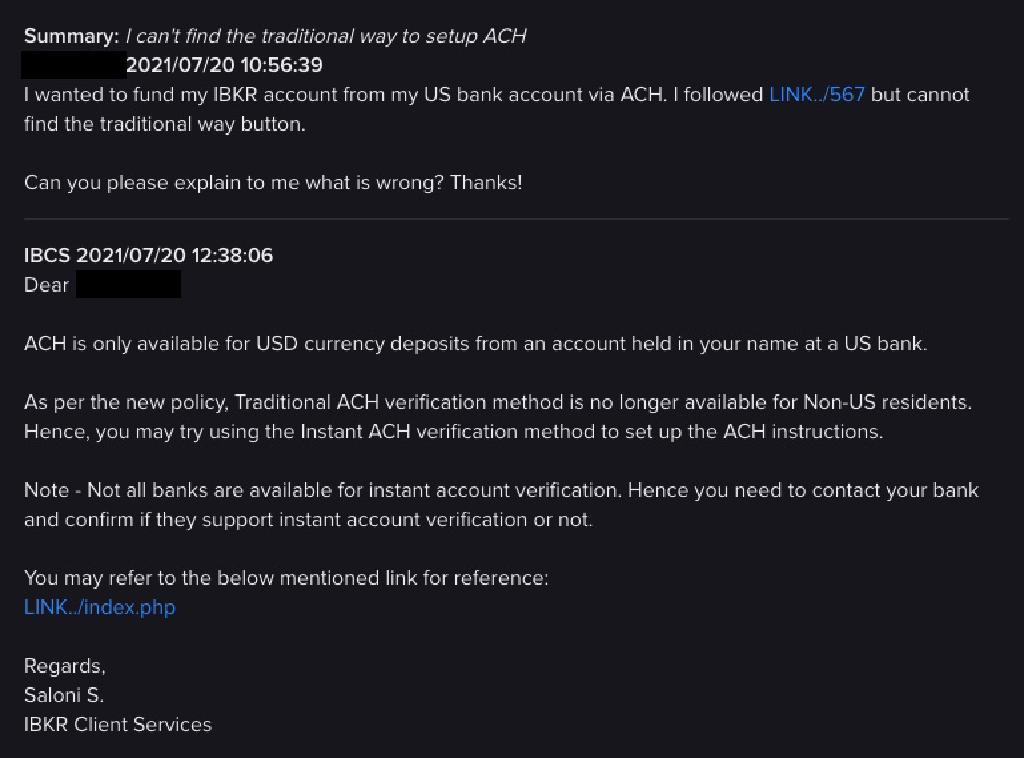 Summary: I can't find the traditional way to setup ACH
2021/07/20 10:56:39
I wanted to fund my IBKR account from my US bank account via ACH. I followed LINK../567 but cannot
find the traditional way button.
Can you please explain to me what is wrong? Thanks!
IBCS 2021/07/20 12:38:06
Dear
ACH is only available for USD currency deposits from an account held in your name at a US bank.
As per the new policy, Traditional ACH verification method is no longer available for Non-US residents.
Hence, you may try using the Instant ACH verification method to set up the ACH instructions.
Note - Not all banks are available for instant account verification. Hence you need to contact your bank
and confirm if they support instant account verification or not.
You may refer to the below mentioned link for reference:
LINK../index.php
Regards,
Saloni S.
IBKR Client Services